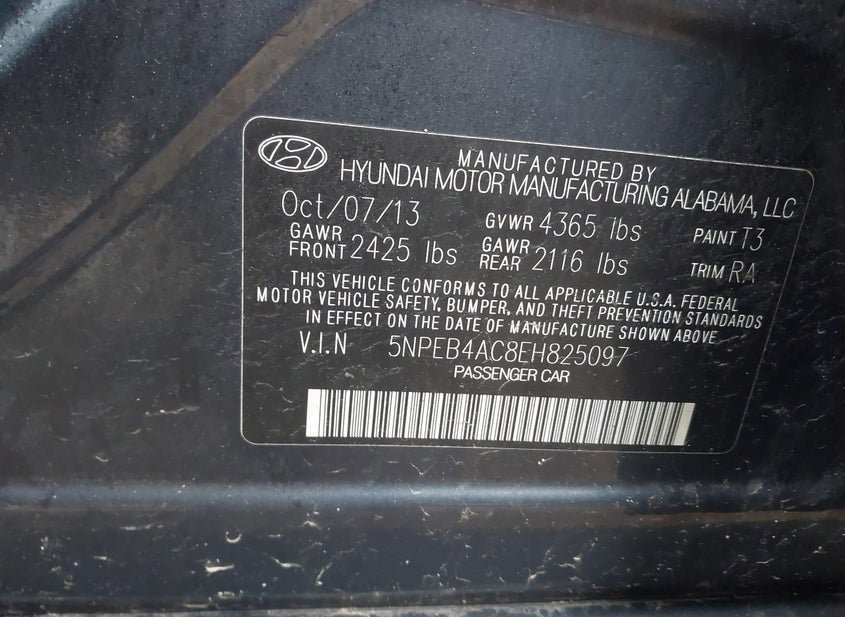 MANUFACTURED BY
HYUNDAI MOTOR MANUFACTURING ALABAMA, LLC
Oct/07/13 GVWR 4365 lbs PAINT T3
GAWR FRONT 2425 lbs GAWR REAR 2116 lbs TRIM RA
THIS VEHICLE CONFORMS TO ALL APPLICABLE U.S.A. FEDERAL
MOTOR VEHICLE SAFETY, BUMPER, AND THEFT PREVENTION STANDARDS
IN EFFECT ON THE DATE OF MANUFACTURE SHOWN ABOVE
V.I.N 5NPEB4AC8EH825097
PASSENGER CAR